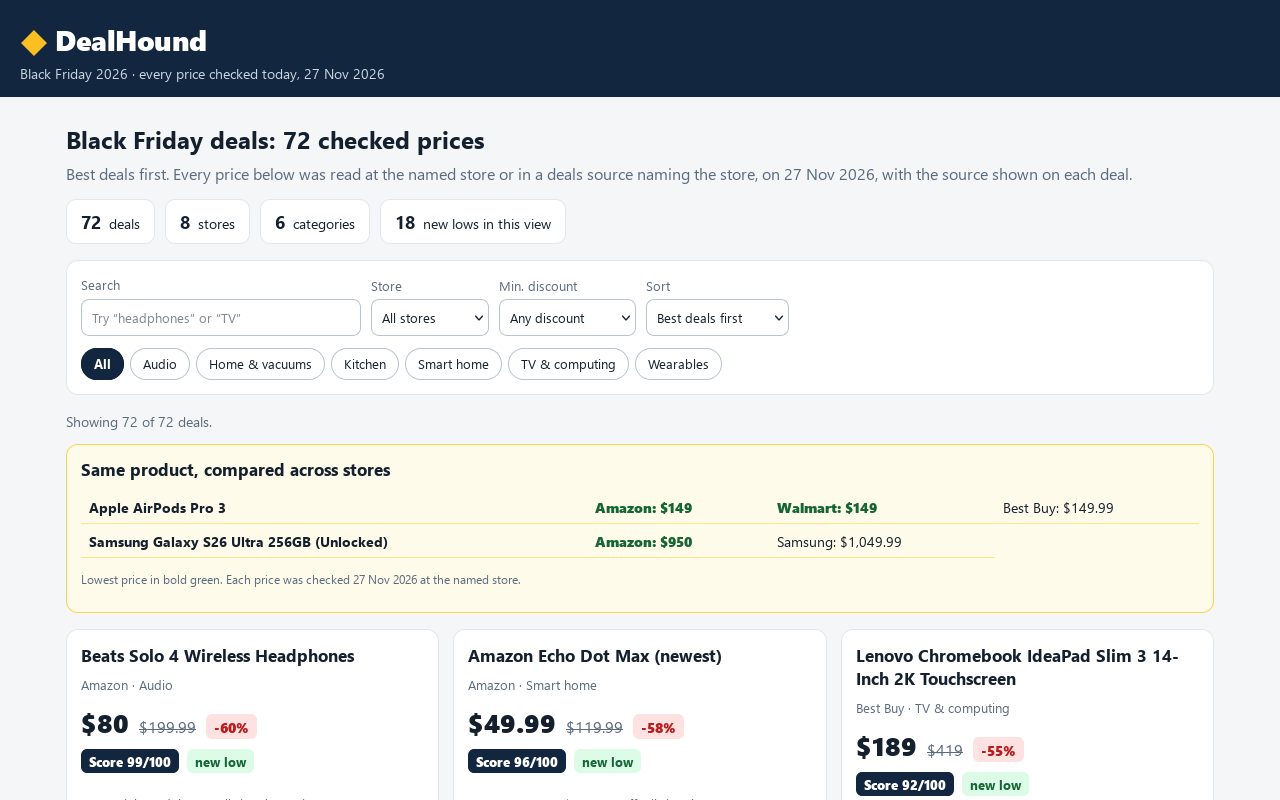 DealHound
Black Friday 2026 · every price checked today, 27 Nov 2026
Black Friday deals: 72 checked prices
Best deals first. Every price below was read at the named store or in a deals source naming the store, on 27 Nov 2026, with the source shown on each deal.
72 deals
8 stores
6 categories
18 new lows in this view
Search
Store
Min. discount
Sort
Try “headphones” or “TV”
All stores
Any discount
Best deals first
All
Audio
Home & vacuums
Kitchen
Smart home
TV & computing
Wearables
Showing 72 of 72 deals.
Same product, compared across stores
Apple AirPods Pro 3 Amazon: $149 Walmart: $149 Best Buy: $149.99
Samsung Galaxy S26 Ultra 256GB (Unlocked) Amazon: $950 Samsung: $1,049.99
Lowest price in bold green. Each price was checked 27 Nov 2026 at the named store.
Beats Solo 4 Wireless Headphones
Amazon · Audio
$80 $199.99 -60%
Score 99/100 new low
Amazon Echo Dot Max (newest)
Amazon · Smart home
$49.99 $119.99 -58%
Score 96/100 new low
Lenovo Chromebook IdeaPad Slim 3 14-
Inch 2K Touchscreen
Best Buy · TV & computing
$189 $419 -55%
Score 92/100 new low